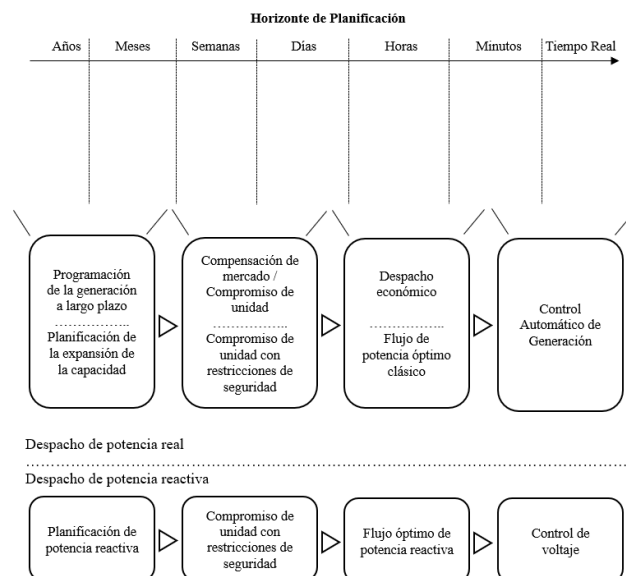 Horizonte de Planificación
Años Meses Semanas Días Horas Minutos Tiempo Real
Programación
de la generación
a largo plazo
Planificación de
la expansión de
la capacidad
Compensación de
mercado /
Compromiso de
unidad
Compromiso de
unidad con
restricciones de
seguridad
Despacho
económico
Flujo de
potencia óptimo
clásico
Control
Automático de
Generación
Despacho de potencia real
Despacho de potencia reactiva
Planificación de
potencia reactiva
Compromiso de
unidad con
restricciones de
seguridad
Flujo óptimo de
potencia reactiva
Control de
voltaje